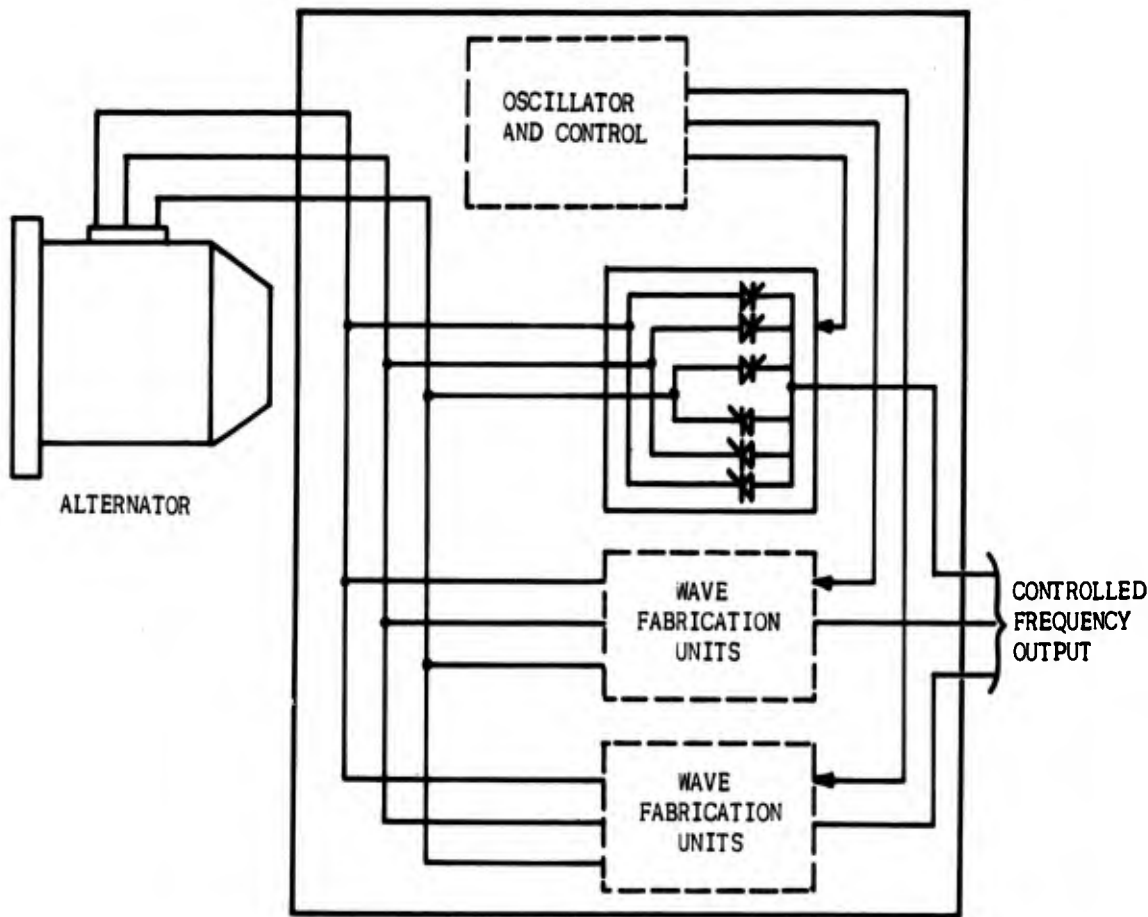 OSCILLATOR
AND CONTROL
ALTERNATOR
WAVE
FABRICATION
UNITS
CONTROLLED
FREQUENCY
OUTPUT
WAVE
FABRICATION
UNITS